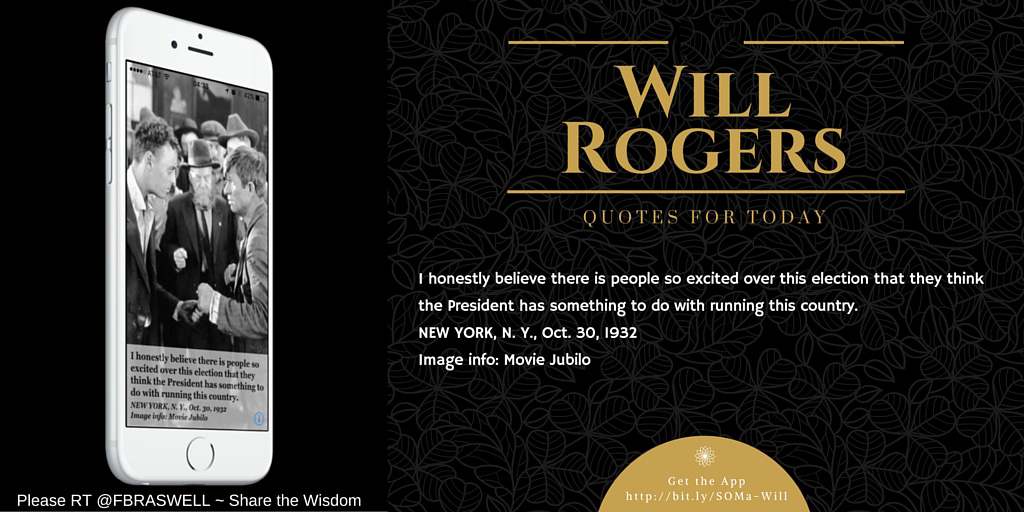 AT&T 04:34 42%
I honestly believe there is people so
excited over this election that they
think the President has something to
do with running this country.
NEW YORK, N. Y., Oct. 30, 1932
Image info: Movie Jubilo
Please RT @FBRASWELL ~ Share the Wisdom
WILL
ROGERS
QUOTES FOR TODAY
I honestly believe there is people so excited over this election that they think
the President has something to do with running this country.
NEW YORK, N. Y., Oct. 30, 1932
Image info: Movie Jubilo
Get the App
http://bit.ly/SOMa-Will